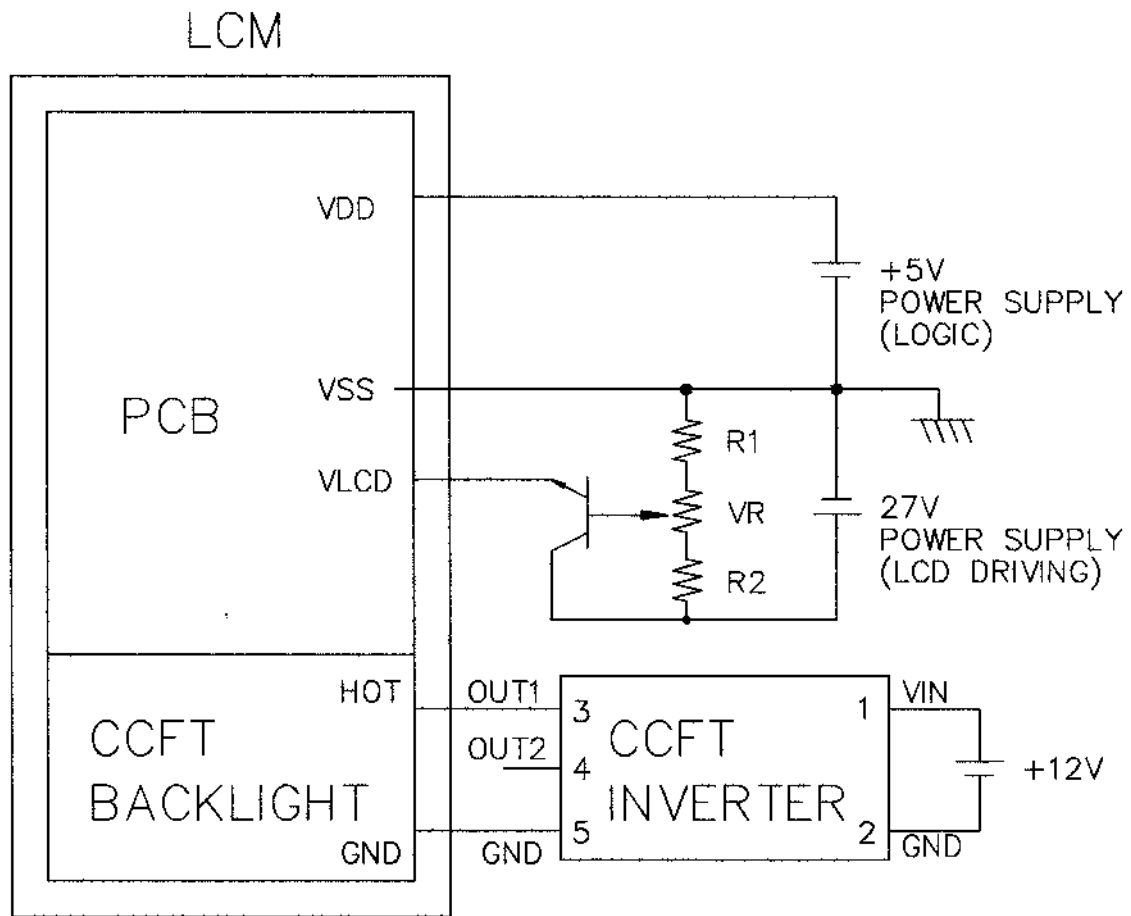 LCM
VDD
+5V
POWER SUPPLY
(LOGIC)
VSS
PCB
R1
VLCD
VR
27V
POWER SUPPLY
(LCD DRIVING)
R2
HOT
OUT1
3
1
VIN
CCFT
BACKLIGHT
OUT2
4
CCFT
INVERTER
+12V
GND
GND
5
2
GND